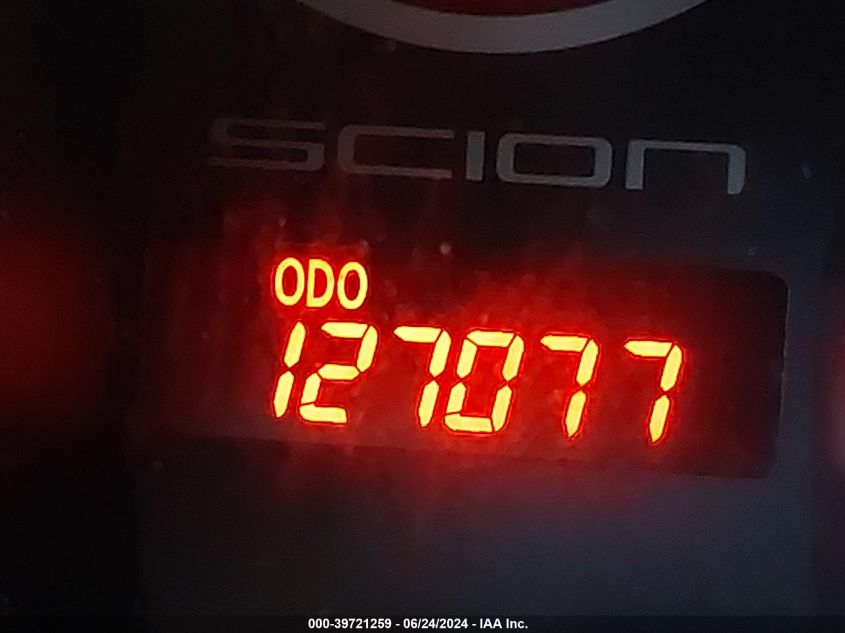 SCION
ODO
127077
000-39721259 - 06/24/2024 - IAA Inc.